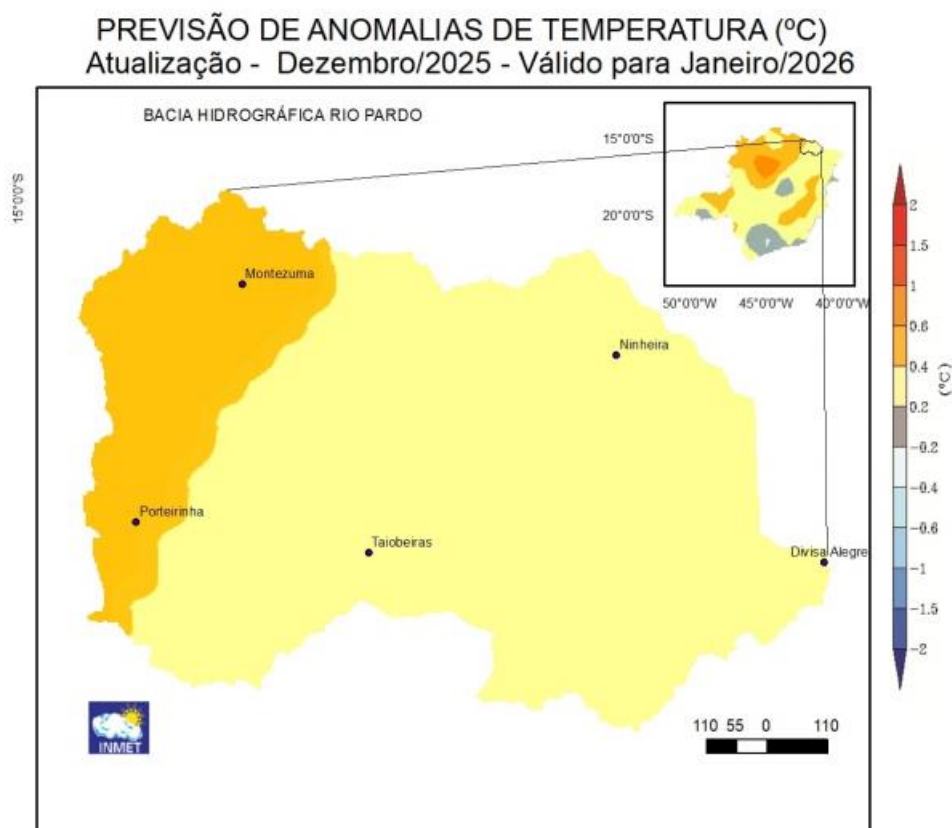 PREVISÃO DE ANOMALIAS DE TEMPERATURA (ºC)
Atualização - Dezembro/2025 - Válido para Janeiro/2026
BACIA HIDROGRÁFICA RIO PARDO
15°0'0"S
15°0'0"S
20°0'0"S
50°0'0"W 45°0'0"W 40°0'0"W
Montezuma
Ninheira
Porteirinha
Taiobeiras
Divisa Alegre
2
1.5
1
0.6
0.4
0.2
-0.2
-0.4
-1
-1.5
-2
(ºC)
INMET
110 55 0 110